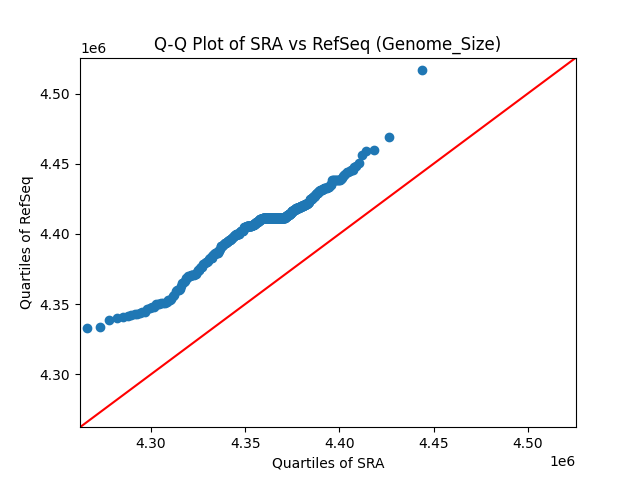 Q-Q Plot of SRA vs RefSeq (Genome_Size)
1e6
4.50
4.45
4.40
4.35
4.30
Quartiles of RefSeq
4.30 4.35 4.40 4.45 4.50
Quartiles of SRA
1e6